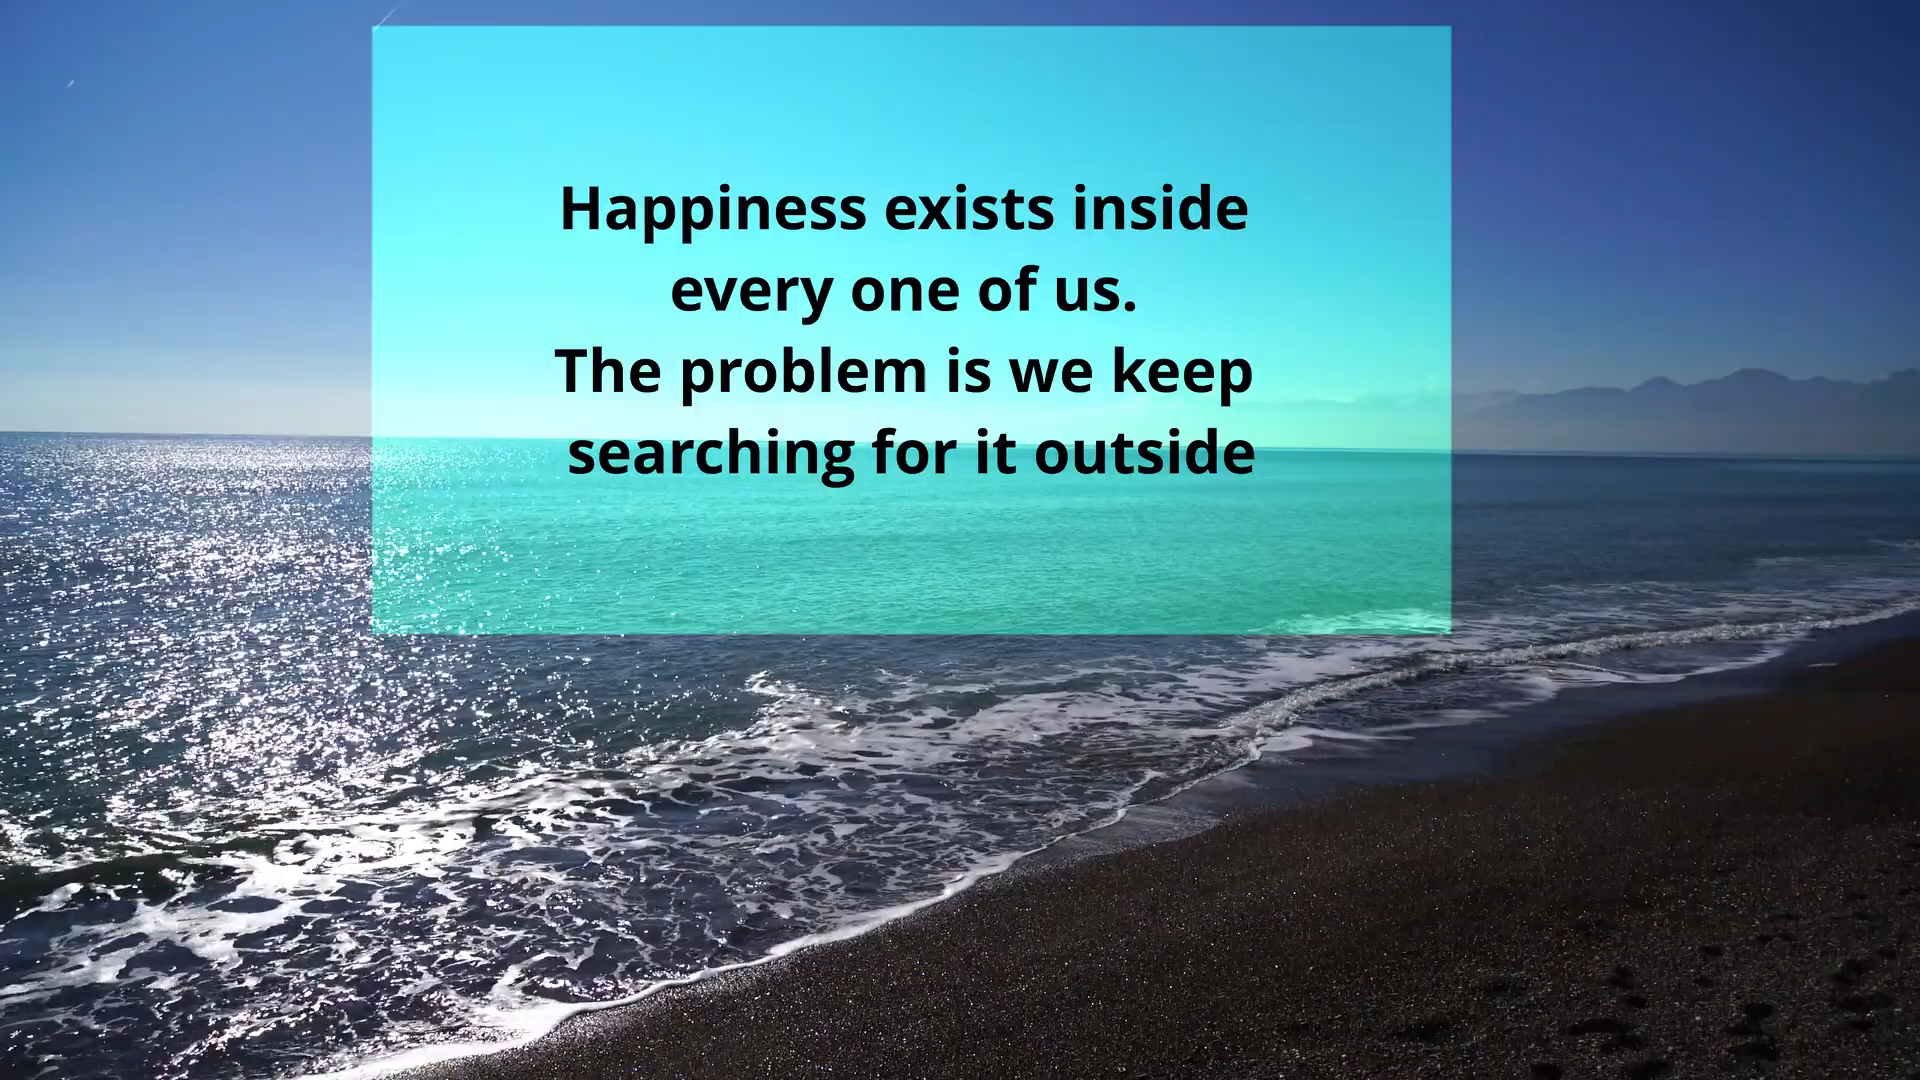 Happiness exists inside
every one of us.
The problem is we keep
searching for it outside